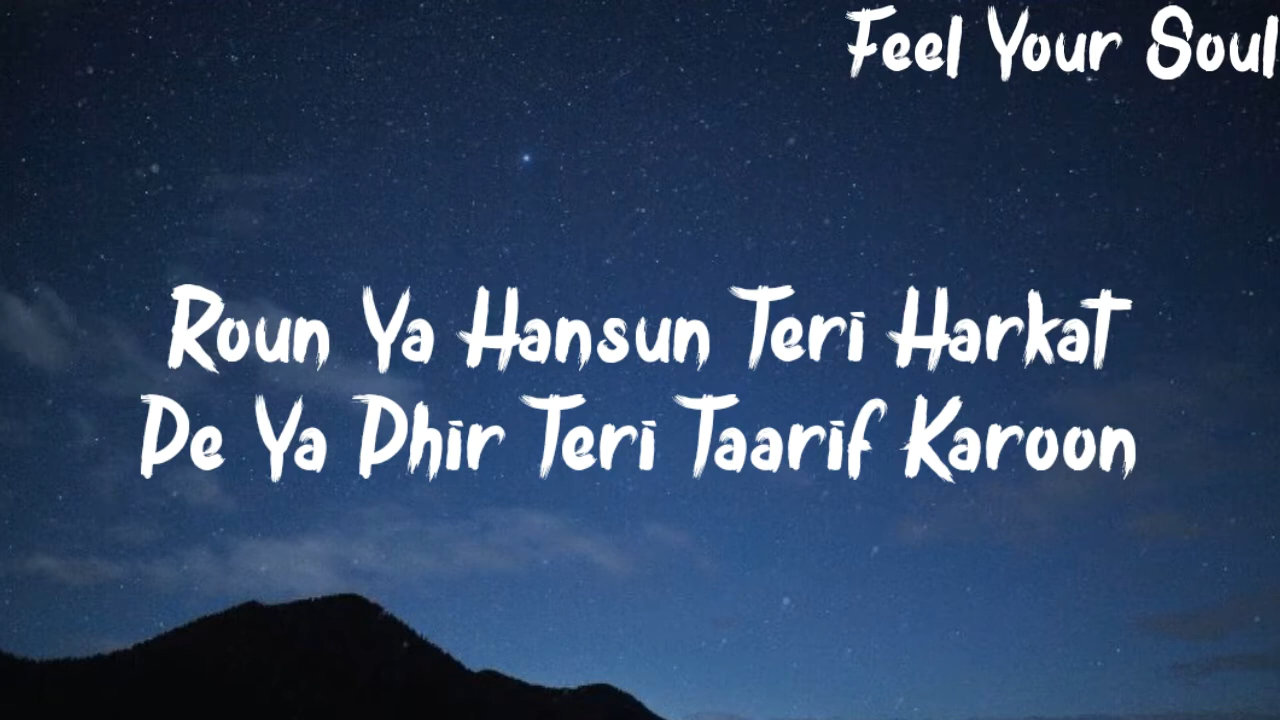 Feel Your Soul
Roun Ya Hansun Teri Harkat
Pe Ya Phir Teri Taarif Karoon